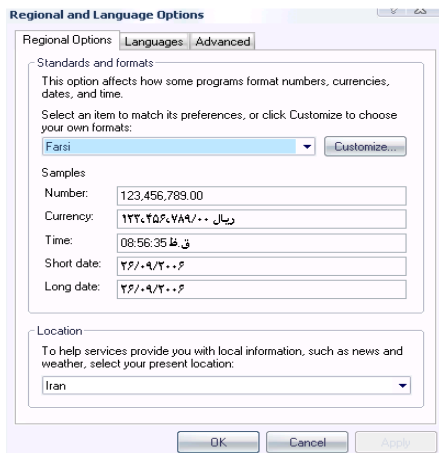 Regional and Language Options
Regional Options Languages Advanced
Standards and formats
This option affects how some programs format numbers, currencies,
dates, and time.
Select an item to match its preferences, or click Customize to choose
your own formats:
Farsi
Customize...
Samples
Number: 123,456,789.00
Currency: ريال ۱۲۳،۴۵۶،۷۸۹/۰۰
Time: 08:56:35 ق.ظ
Short date: ۲۶/۰۹/۲۰۰۶
Long date: ۲۶/۰۹/۲۰۰۶
Location
To help services provide you with local information, such as news and
weather, select your present location:
Iran
OK Cancel Apply